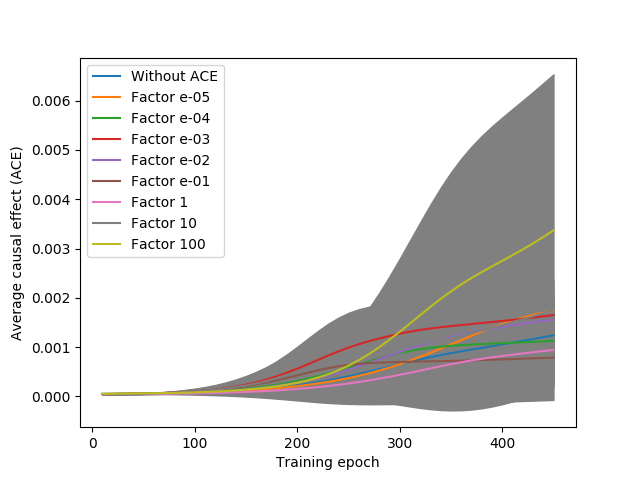 Without ACE
Factor e-05
Factor e-04
Factor e-03
Factor e-02
Factor e-01
Factor 1
Factor 10
Factor 100
Average causal effect (ACE)
0.006
0.005
0.004
0.003
0.002
0.001
0.000
0 100 200 300 400
Training epoch